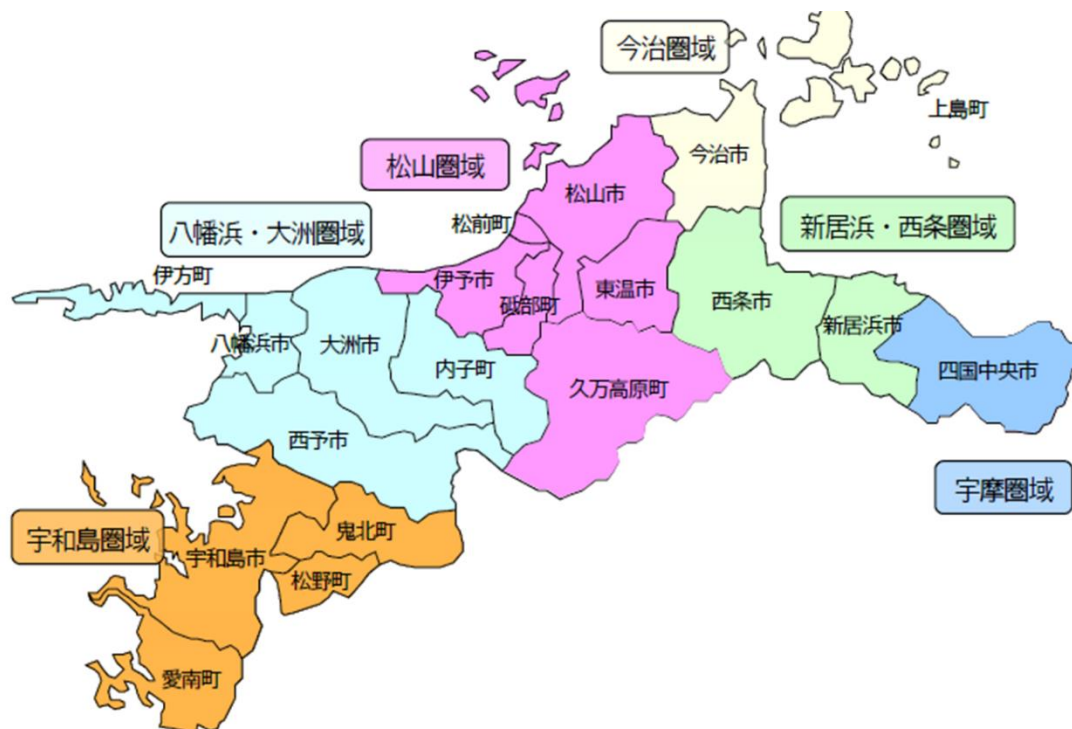 今治圏域
上島町
今治市
松山圏域
松山市
松前町
八幡浜・大洲圏域
新居浜・西条圏域
伊方町
伊予市
砥部町
東温市
西条市
新居浜市
八幡浜市
大洲市
内子町
久万高原町
四国中央市
西予市
宇摩圏域
宇和島圏域
鬼北町
宇和島市
松野町
愛南町